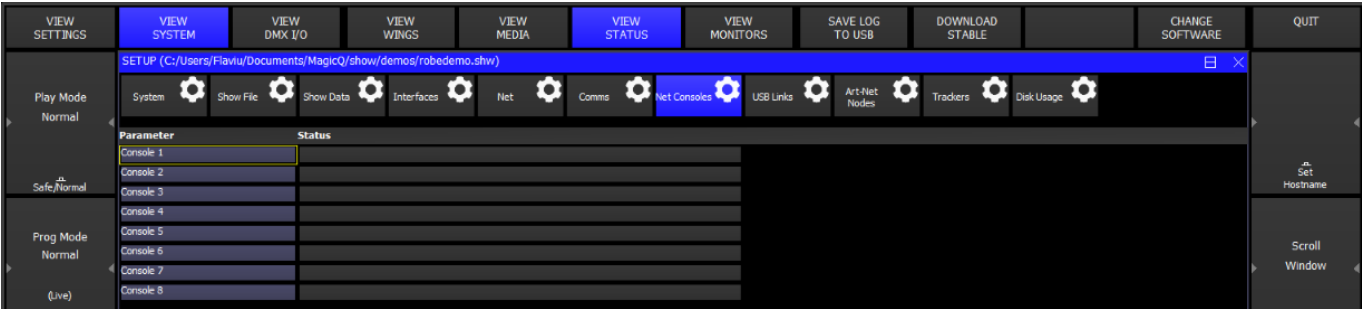 VIEW
SETTINGS
VIEW
SYSTEM
VIEW
DMX I/O
VIEW
WINGS
VIEW
MEDIA
VIEW
STATUS
VIEW
MONITORS
SAVE LOG
TO USB
DOWNLOAD
STABLE
CHANGE
SOFTWARE
QUIT
SETUP (C:/Users/Flaviu/Documents/MagicQ/show/demos/robedemo.shw)
Play Mode
Normal
Safe/Normal
System
Show File
Show Data
Interfaces
Net
Comms
Net Consoles
USB Links
Art-Net
Nodes
Trackers
Disk Usage
Parameter Status
Console 1
Console 2
Console 3
Console 4
Console 5
Console 6
Console 7
Console 8
Set
Hostname
Prog Mode
Normal
(Live)
Scroll
Window